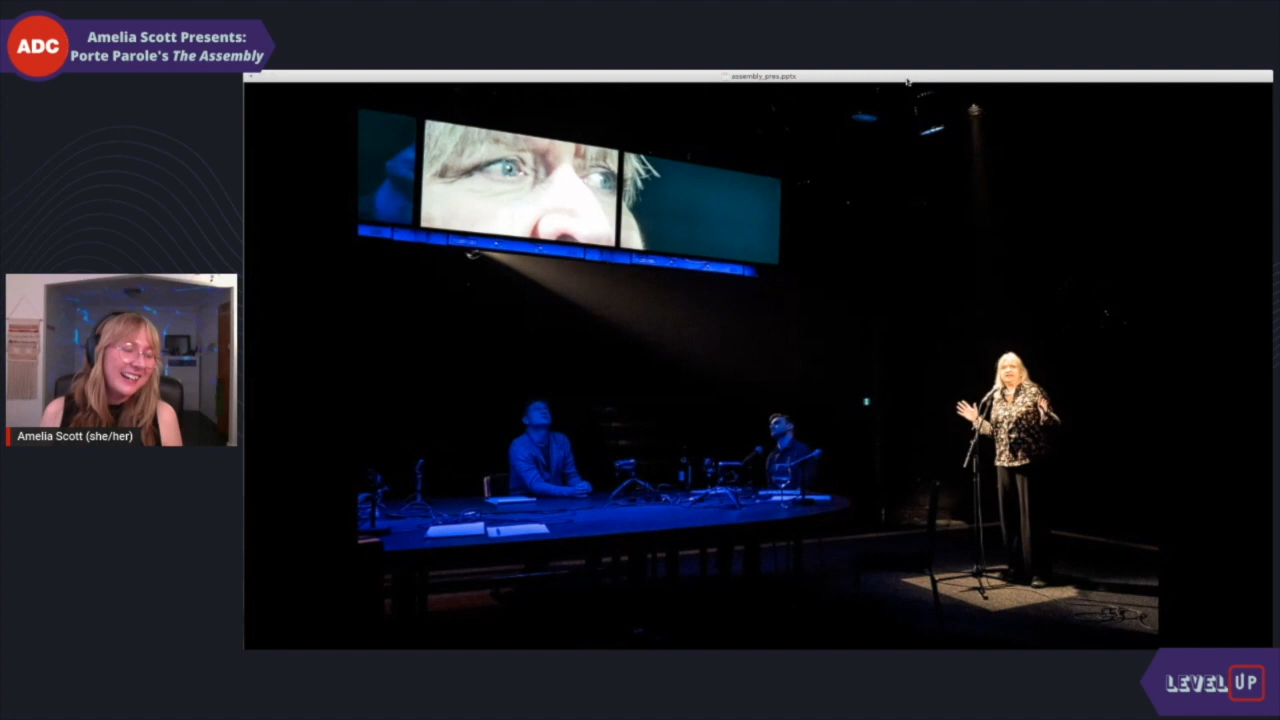 ADC
Amelia Scott Presents:
Porte Parole's The Assembly
assembly_pres.pptx
Amelia Scott (she/her)
LEVEL UP